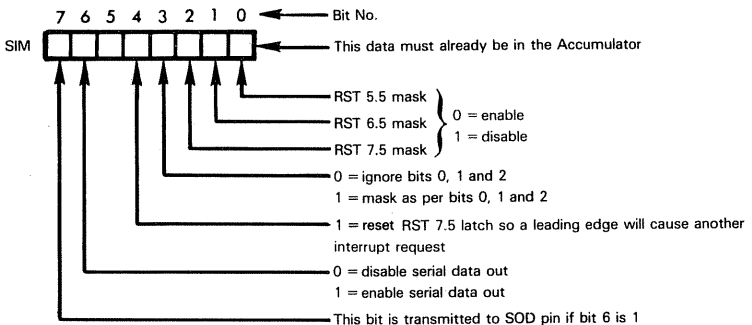 7 6 5 4 3 2 1 0 Bit No.
SIM This data must already be in the Accumulator
RST 5.5 mask
RST 6.5 mask
RST 7.5 mask
0 = enable
1 = disable
0 = ignore bits 0, 1 and 2
1 = mask as per bits 0, 1 and 2
1 = reset RST 7.5 latch so a leading edge will cause another
interrupt request
0 = disable serial data out
1 = enable serial data out
This bit is transmitted to SOD pin if bit 6 is 1